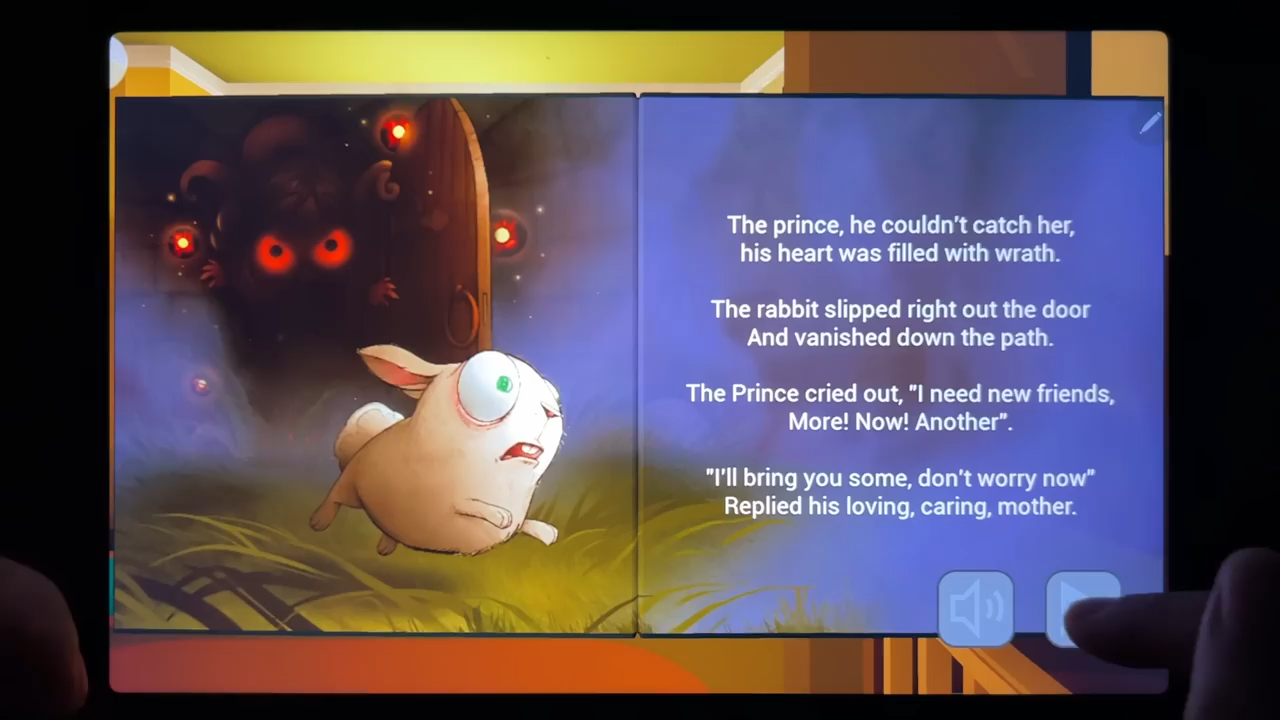 The prince, he couldn't catch her,
his heart was filled with wrath.
The rabbit slipped right out the door
And vanished down the path.
The Prince cried out, "I need new friends,
More! Now! Another".
"I'll bring you some, don't worry now"
Replied his loving, caring, mother.